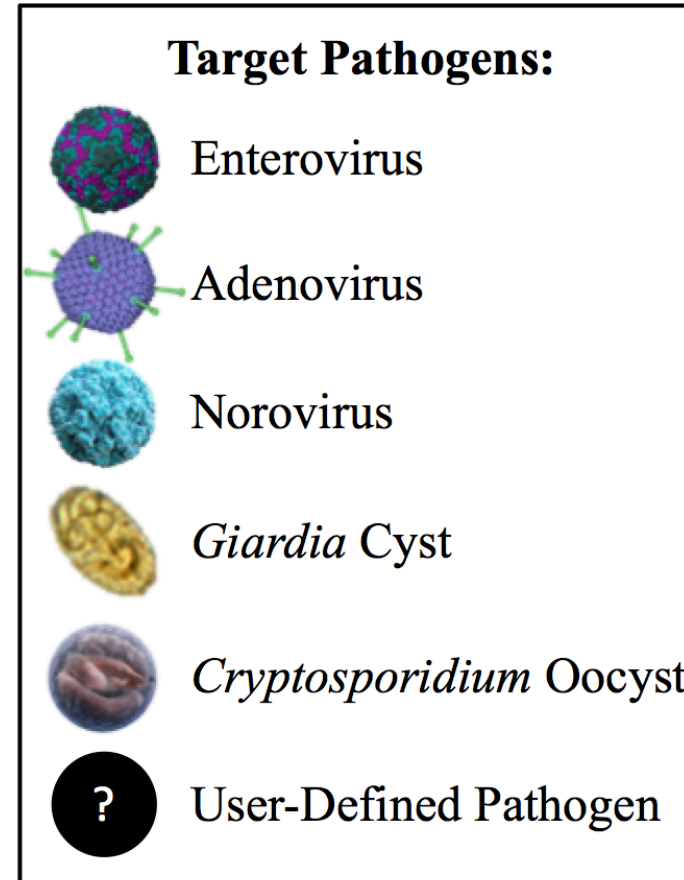 Target Pathogens:
Enterovirus
Adenovirus
Norovirus
Giardia Cyst
Cryptosporidium Oocyst
? User-Defined Pathogen